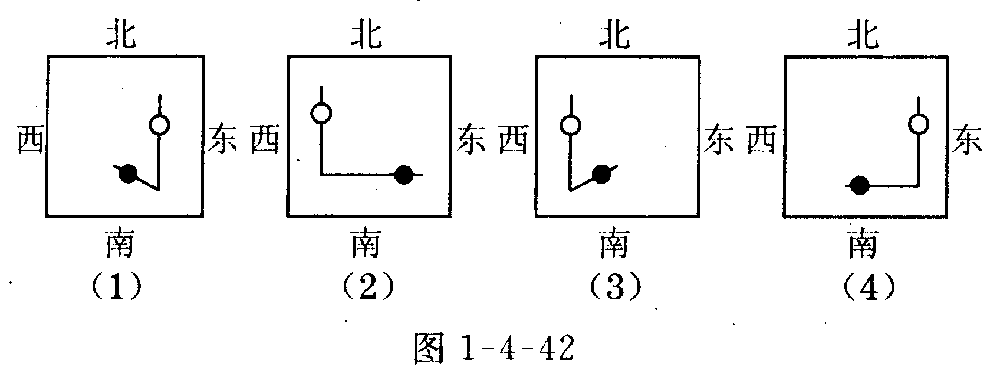 北 北 北 北
西 东 西 东 西 东 西 东
南 南 南 南
(1) (2) (3) (4)
图 1-4-42